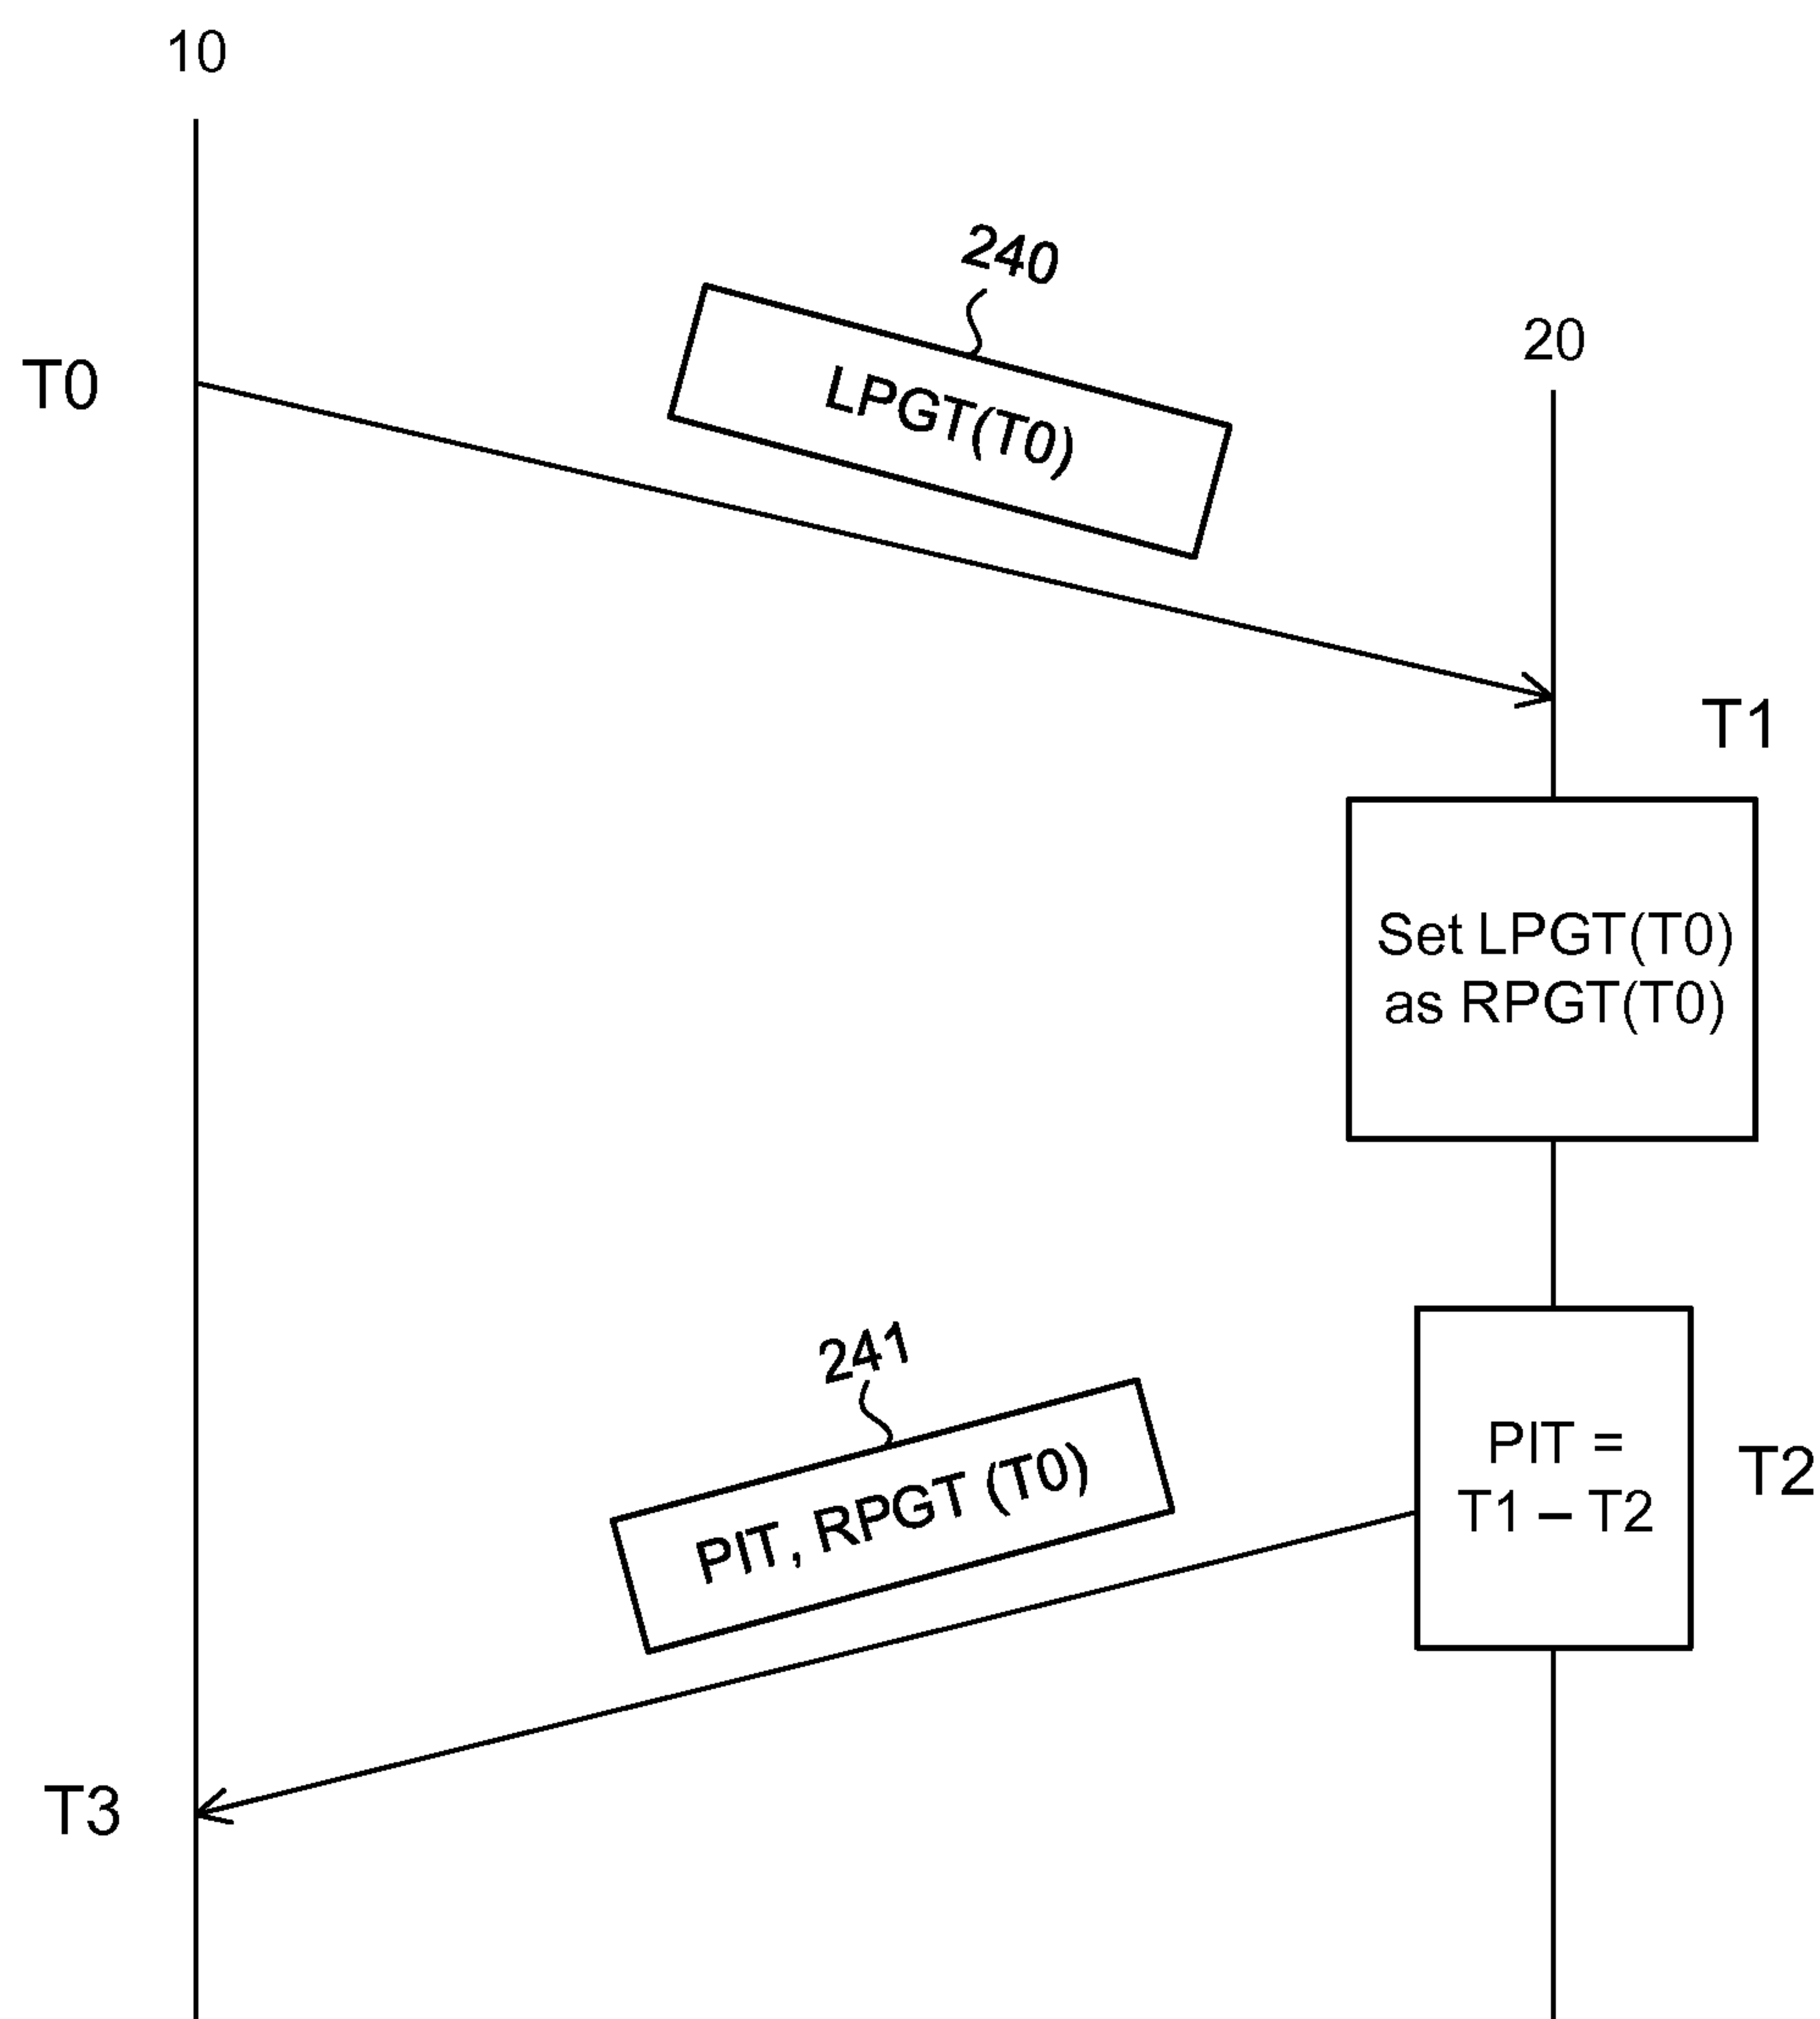 10
240
20
T0
LPGT(T0)
T1
Set LPGT(T0)
as RPGT(T0)
241
PIT =
T1 – T2
T2
PIT, RPGT (T0)
T3